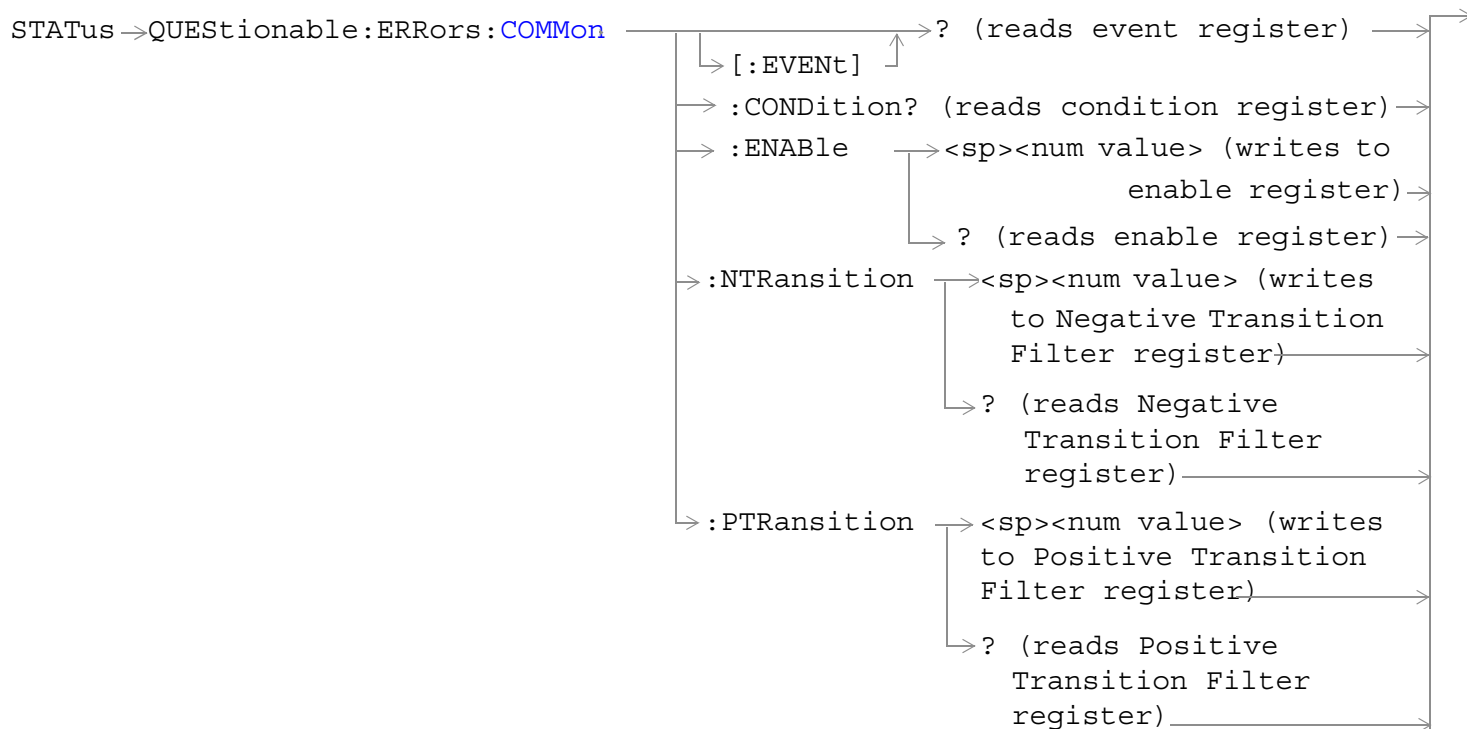 STATus QUEStionable:ERRors:COMMon ? (reads event register)
[:EVENt]
:CONDition? (reads condition register)
:ENABle <sp><num value> (writes to
enable register)
? (reads enable register)
:NTRansition <sp><num value> (writes
to Negative Transition
Filter register)
? (reads Negative
Transition Filter
register)
:PTRansition <sp><num value> (writes
to Positive Transition
Filter register)
? (reads Positive
Transition Filter
register)